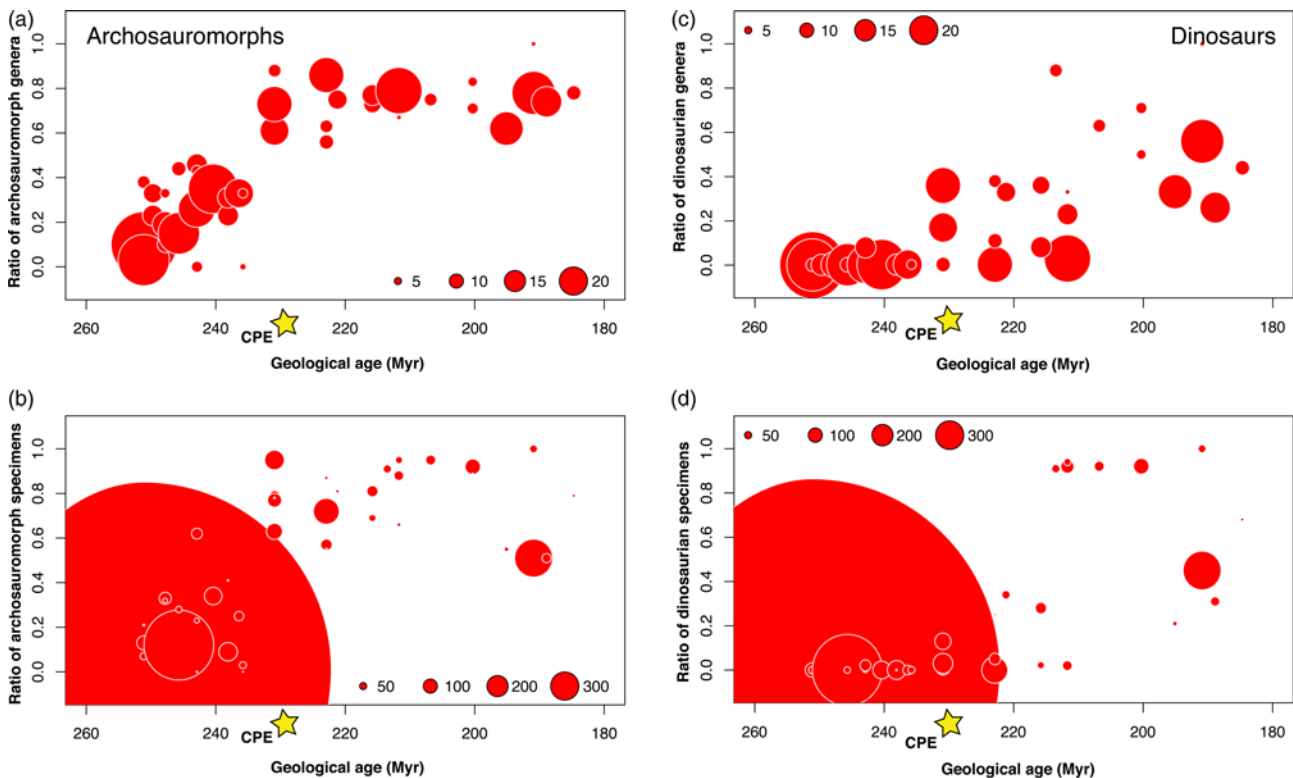 (a)
Archosauromorphs
Ratio of archosauromorph genera
1.0
0.8
0.6
0.4
0.2
0.0
5 10 15 20
260 240 220 200 180
CPE
Geological age (Myr)
(c)
5 10 15 20
Dinosaurs
Ratio of dinosaurian genera
1.0
0.8
0.6
0.4
0.2
0.0
260 240 220 200 180
CPE
Geological age (Myr)
(b)
Ratio of archosauromorph specimens
1.0
0.8
0.6
0.4
0.2
0.0
50 100 200 300
260 240 220 200 180
CPE
Geological age (Myr)
(d)
50 100 200 300
Ratio of dinosaurian specimens
1.0
0.8
0.6
0.4
0.2
0.0
260 240 220 200 180
CPE
Geological age (Myr)